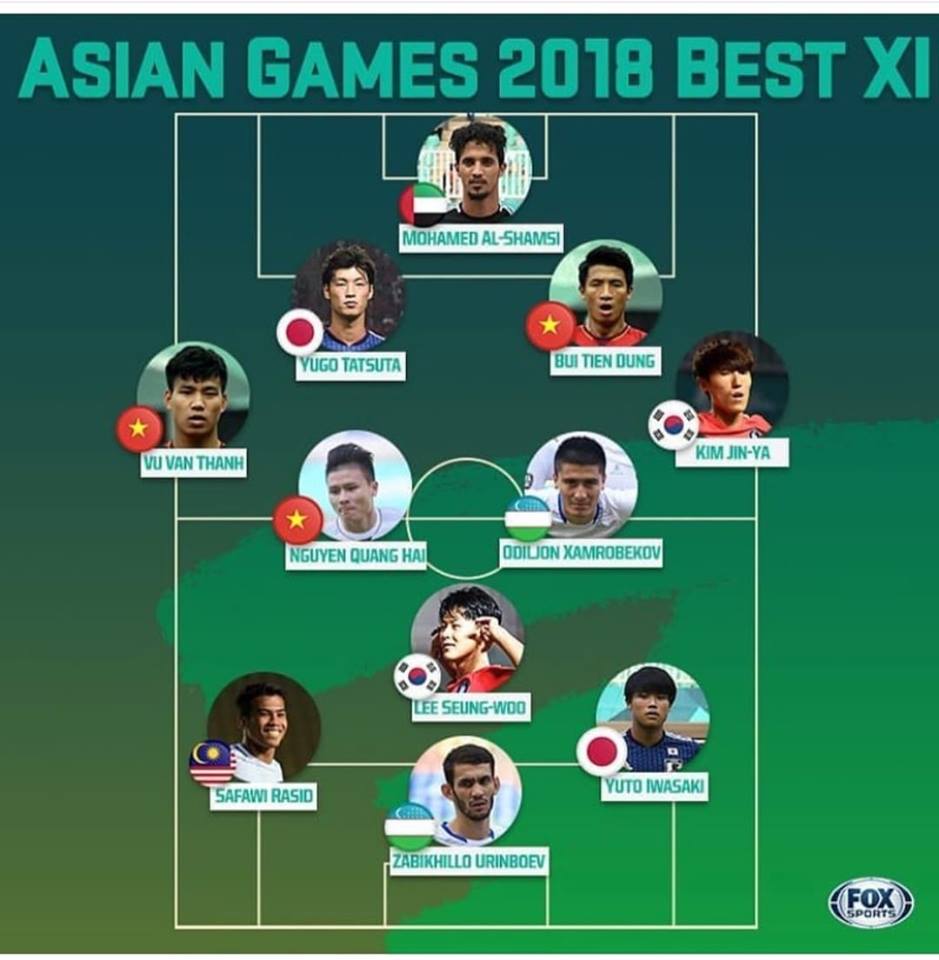 ASIAN GAMES 2018 BEST XI
MOHAMED AL-SHAMSI
YUGO TATSUTA
BUI TIEN DUNG
VU VAN THANH
KIM JIN-YA
NGUYEN QUANG HAI
ODILJON XAMROBEKOV
LEE SEUNG-WOO
SAFAWI RASID
YUTO IWASAKI
ZABIKHILLO URINBOEV
FOX
SPORTS